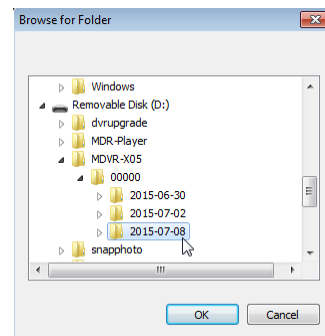 Browse for Folder
Windows
Removable Disk (D:)
dvrupgrade
MDR-Player
MDVR-X05
00000
2015-06-30
2015-07-02
2015-07-08
snapphoto
OK Cancel